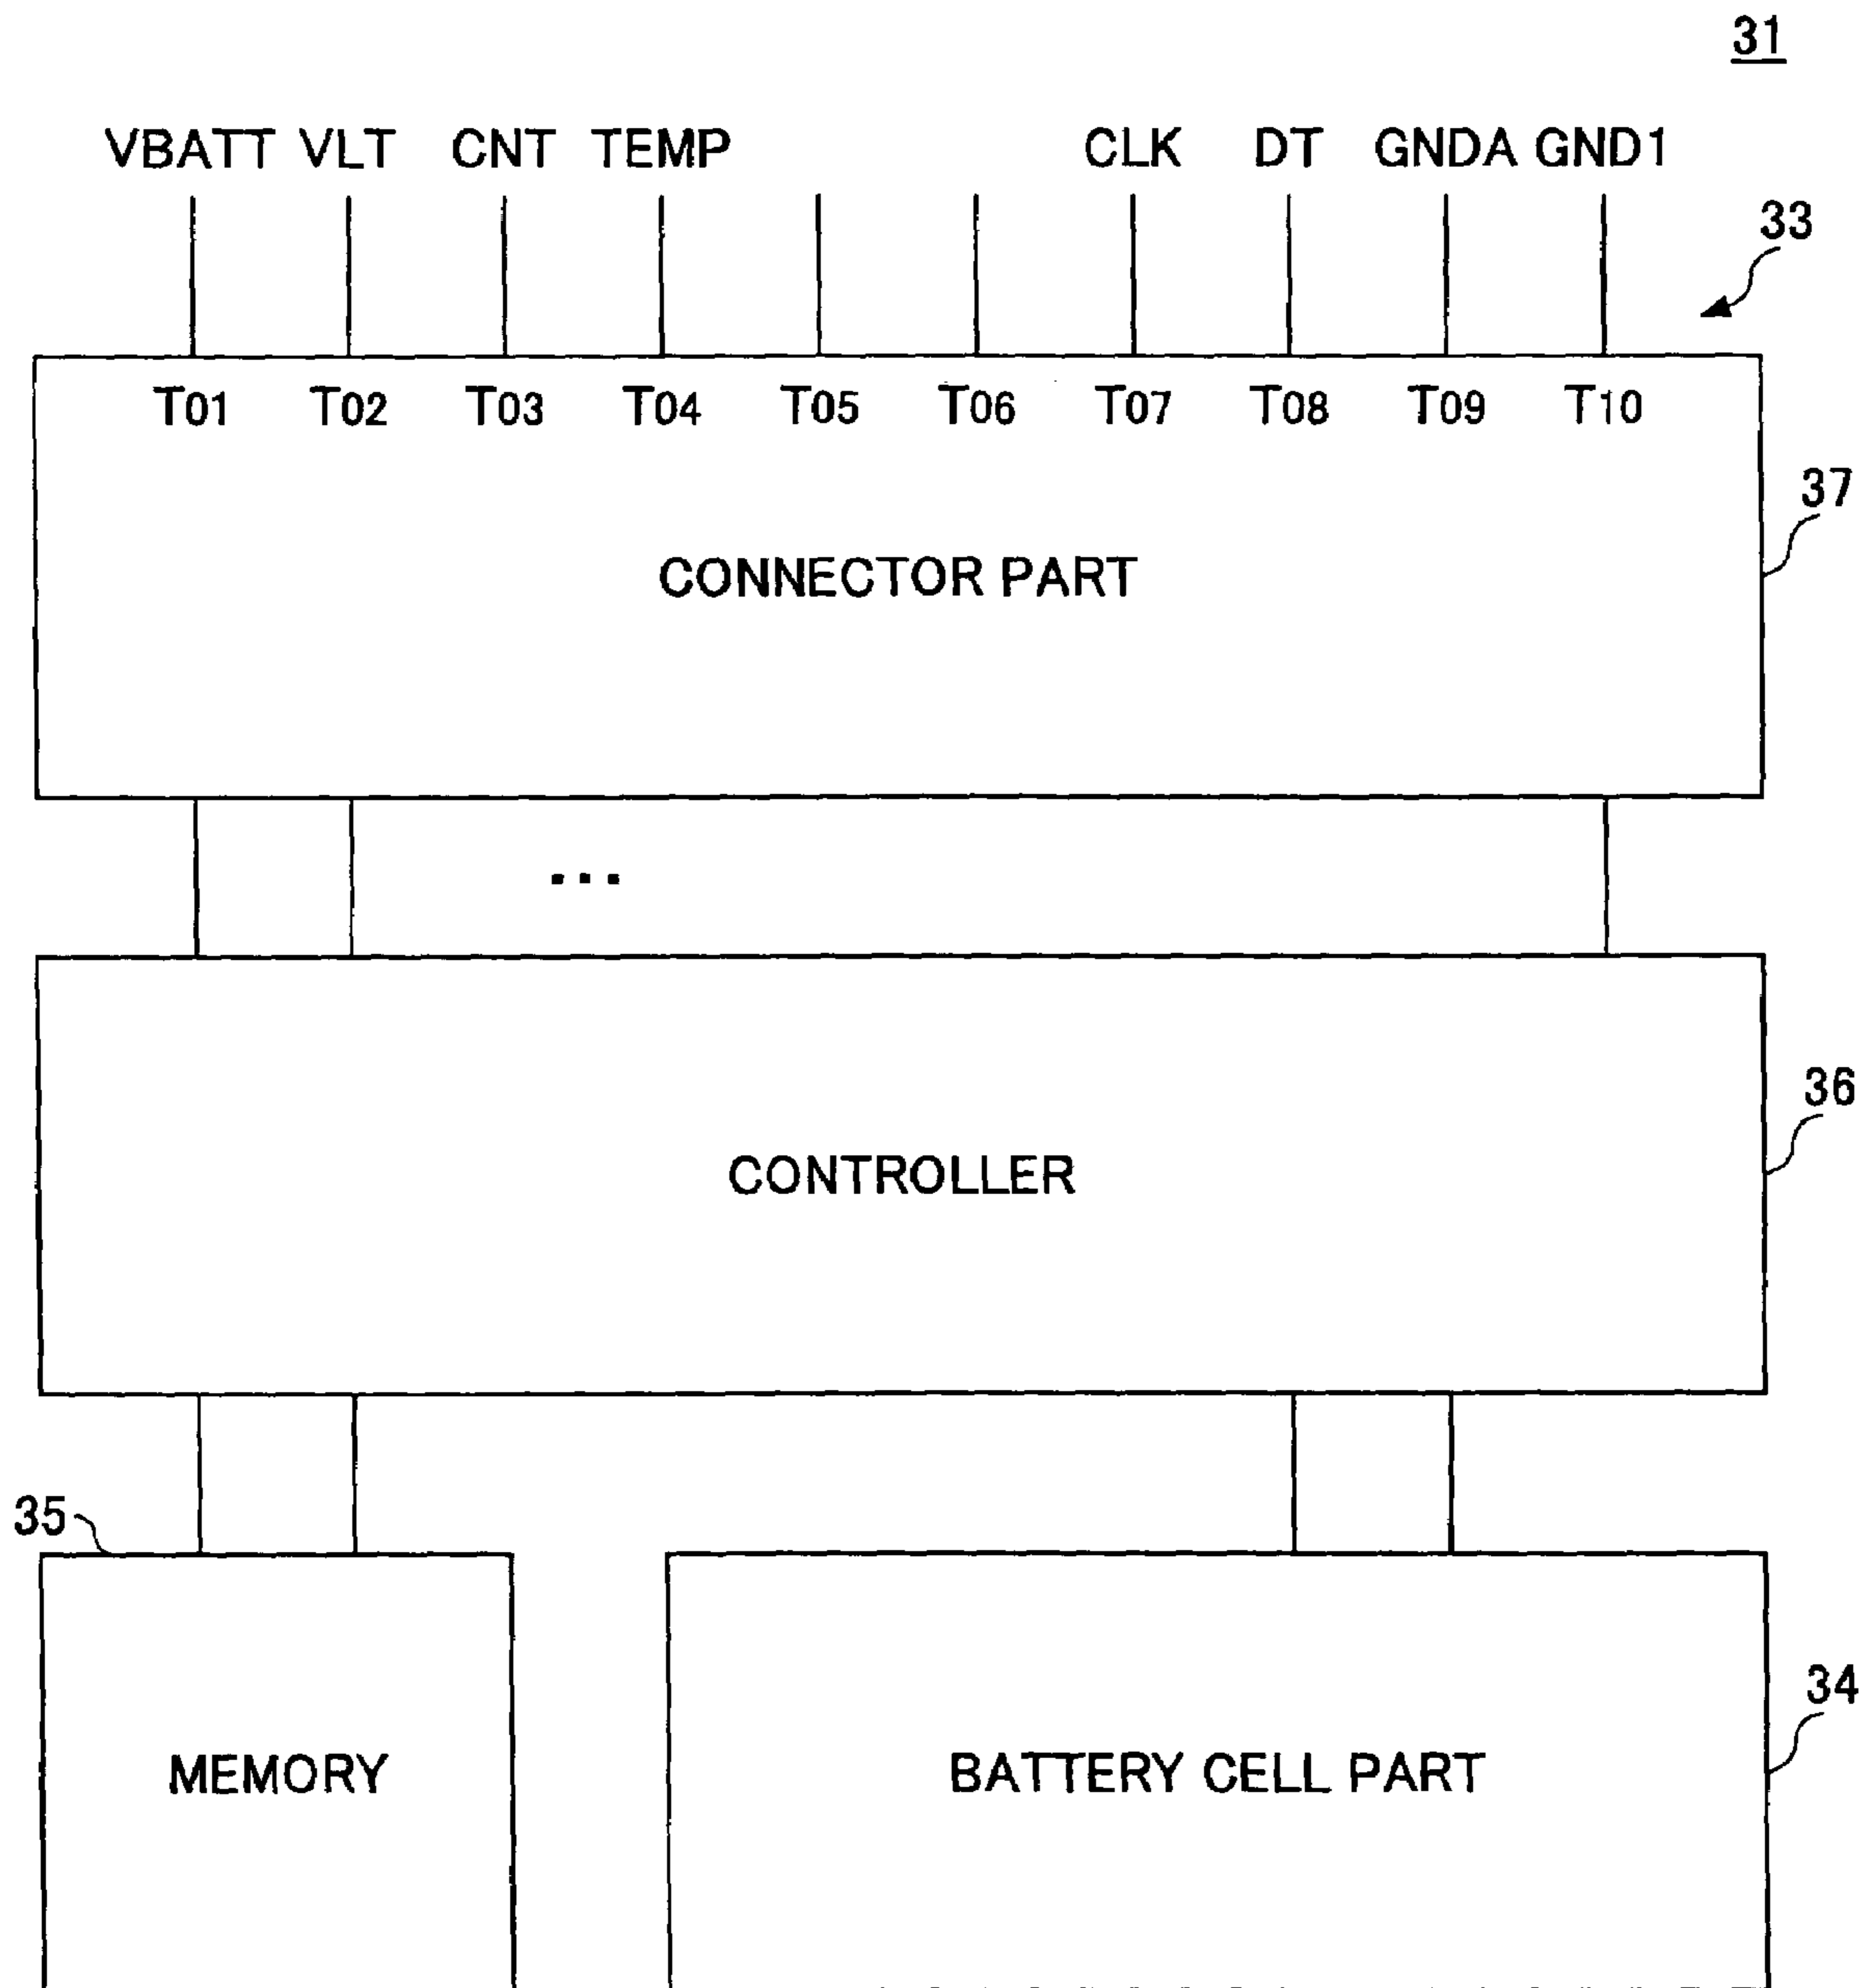 31
VBATT VLT CNT TEMP CLK DT GNDA GND1
33
T01 T02 T03 T04 T05 T06 T07 T08 T09 T10
37
CONNECTOR PART
...
36
CONTROLLER
35
34
MEMORY BATTERY CELL PART